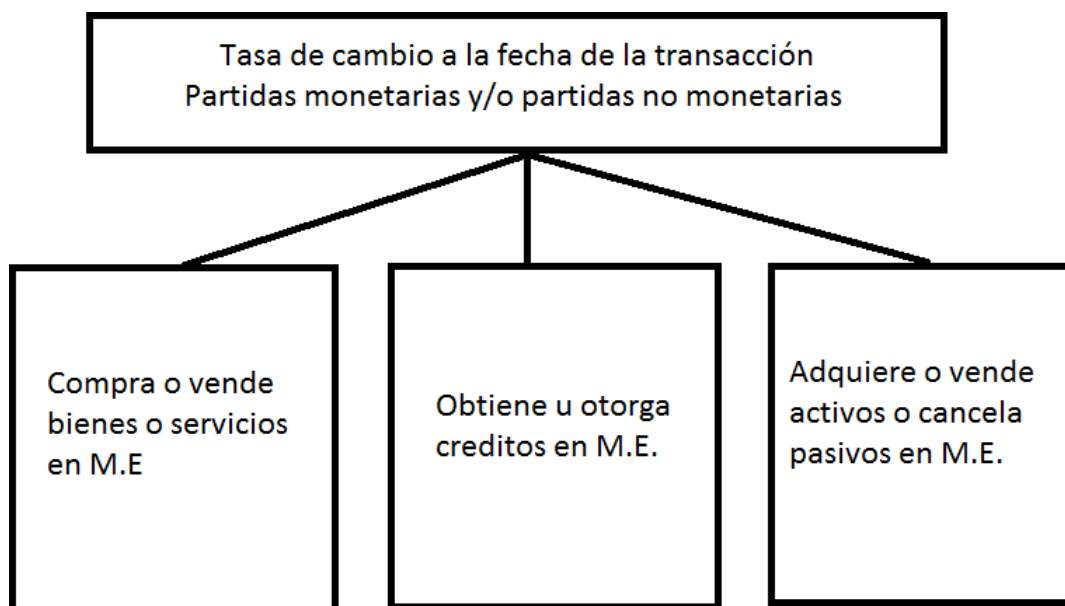 Tasa de cambio a la fecha de la transacción
Partidas monetarias y/o partidas no monetarias
Compra o vende
bienes o servicios
en M.E
Obtiene u otorga
creditos en M.E.
Adquiere o vende
activos o cancela
pasivos en M.E.